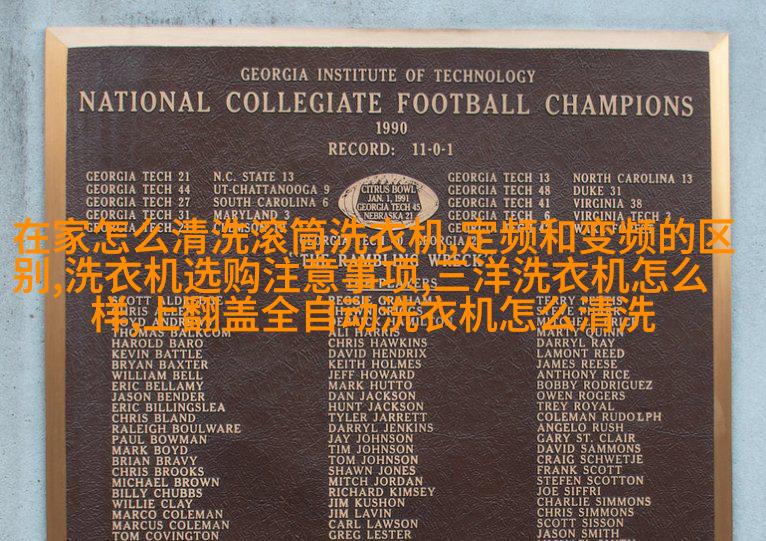 GEORGIA INSTITUTE OF TECHNOLOGY
NATIONAL COLLEGIATE FOOTBALL CHAMPIONS
1990
RECORD: 11-0-1
GEORGIA TECH 21 N.C. STATE 13
GEORGIA TECH 44 UT-CHATTANOOGA 9
GEORGIA TECH 27 SOUTH CAROLINA 6
GEORGIA TECH 31 MARYLAND 3
CITRUS BOWL
JAN. 1, 1991
GEORGIA TECH 45
NEBRASKA 21
GEORGIA TECH 13 NORTH CAROLINA 13
GEORGIA TECH 48 DUKE 31
GEORGIA TECH 41 VIRGINIA 38
GEORGIA TECH 6 VIRGINIA TECH 3
在家怎么清洗滚筒洗衣机,定频和变频的区
别,洗衣机选购注意事项,三洋洗衣机怎么
样,上翻盖全自动洗衣机怎么清洗
"THE RAMBLING WRECK"
THOMAS BALKCOM
HAROLD BARO
KEVIN BATTLE
BRYAN BAXTER
WILLIAM BELL
ERIC BELLAMY
JASON BENDER
ERIC BILLINGSLEA
CHRIS BLAND
RALEIGH BOULWARE
PAUL BOWMAN
MARK BOYD
BRIAN BRAVY
CHRIS BROOKS
MICHAEL BROWN
BILLY CHUBBS
WILLIE CLAY
MARCO COLEMAN
MARCUS COLEMAN
TOM COVINGTON
CHRIS HAWKINS
DAVID HENDRIX
KEITH HOLMES
JEFF HOWARD
MARK HUTTO
DAN JACKSON
HUNT JACKSON
TYLER JARRETT
DARRYL JENKINS
JAY JOHNSON
TIM JOHNSON
TOM JOHNSON
SHAWN JONES
MITCH JORDAN
RICHARD KIMSEY
JIM KUSHON
JIM LAVIN
CARL LAWSON
GREG LESTER
MARTY QUINN
DARRYL RAY
LAMONT REED
JAMES REESE
ANTHONY RICE
BOBBY RODRIGUEZ
OWEN ROGERS
TREY ROYAL
COLEMAN RUDOLPH
ANGELO RUSH
GARY ST. CLAIR
DAVID SAMMONS
CRAIG SCHWETJE
FRANK SCOTT
STEFEN SCOTTON
JOE SIFFRI
CHARLIE SIMMONS
CHRIS SIMMONS
SCOTT SISSON
JASON SMITH